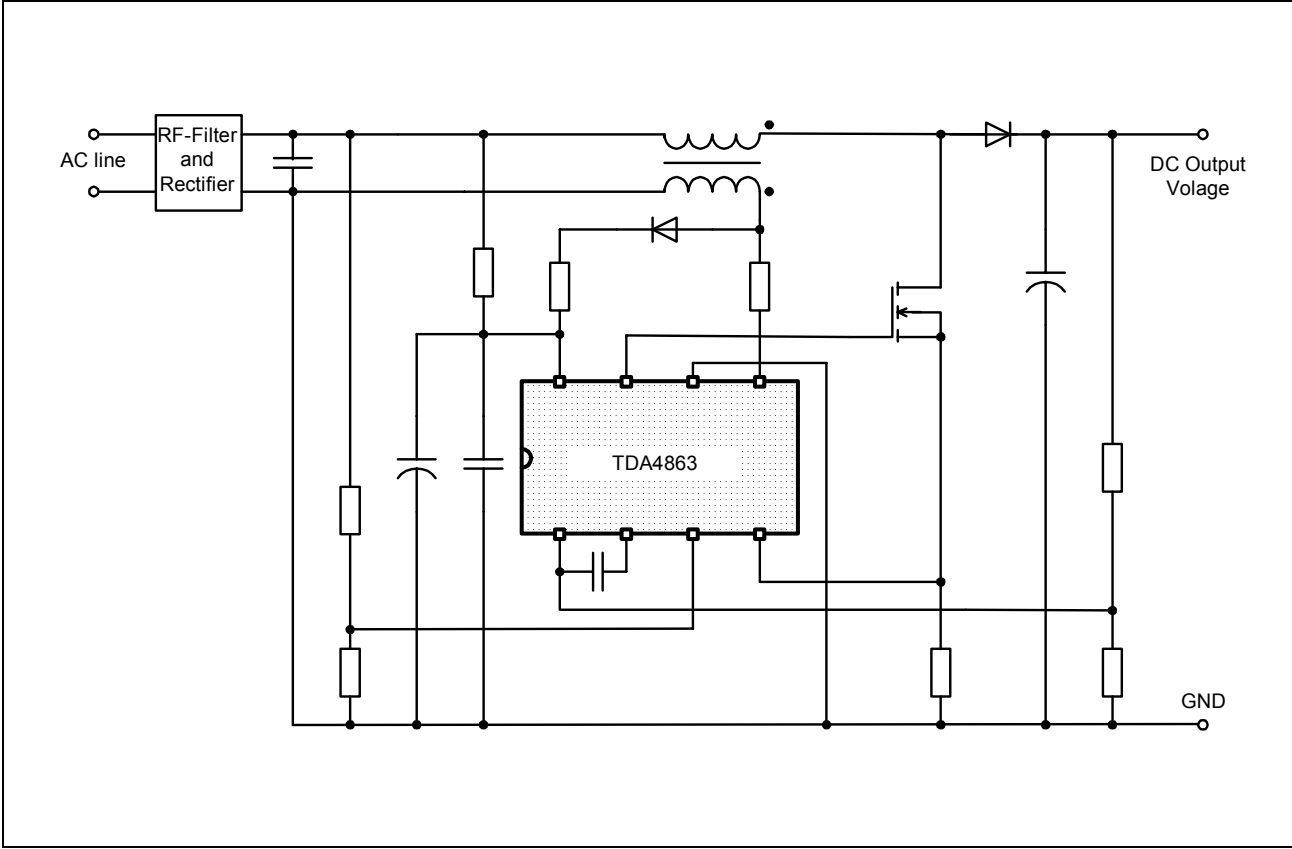 RF-Filter
and
Rectifier
AC line
DC Output
Volage
TDA4863
GND